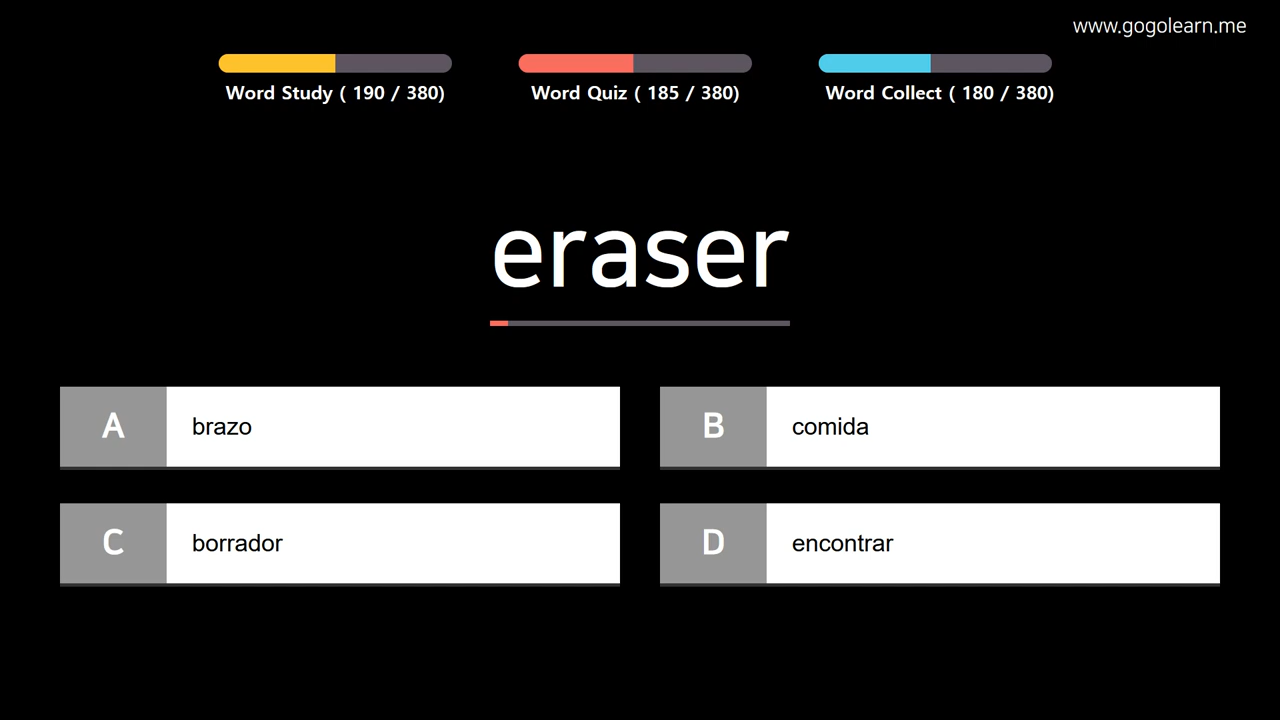 www.gogolearn.me
Word Study ( 190 / 380)
Word Quiz ( 185 / 380)
Word Collect ( 180 / 380)
eraser
A brazo
B comida
C borrador
D encontrar